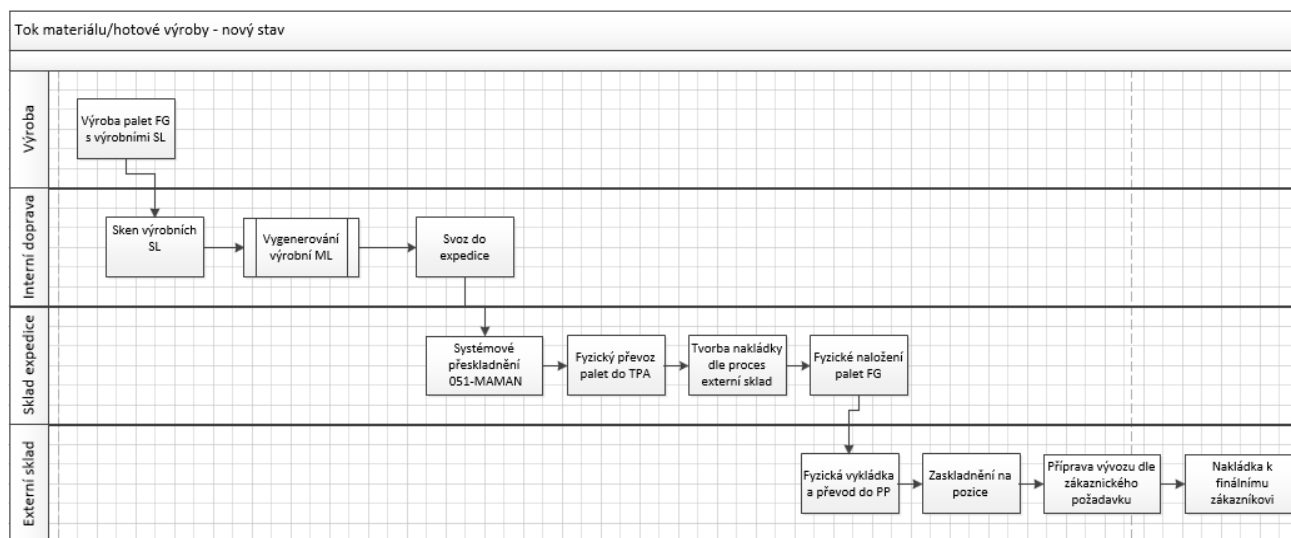 Tok materiálu/hotové výroby - nový stav
Výroba
Výroba palet FG
s výrobními SL
Interní doprava
Sken výrobních
SL
Vygenerování
výrobní ML
Svoz do
expedice
Sklad expedice
Systémové
přeskladnění
051-MAMAN
Fyzický převoz
palet do TPA
Tvorba nakládky
dle proces
externí sklad
Fyzické naložení
palet FG
Externí sklad
Fyzická vykládka
a převod do PP
Zaskladnění na
pozice
Příprava vývozu dle
zákaznického
požadavku
Nakládka k
finálnímu
zákazníkovi